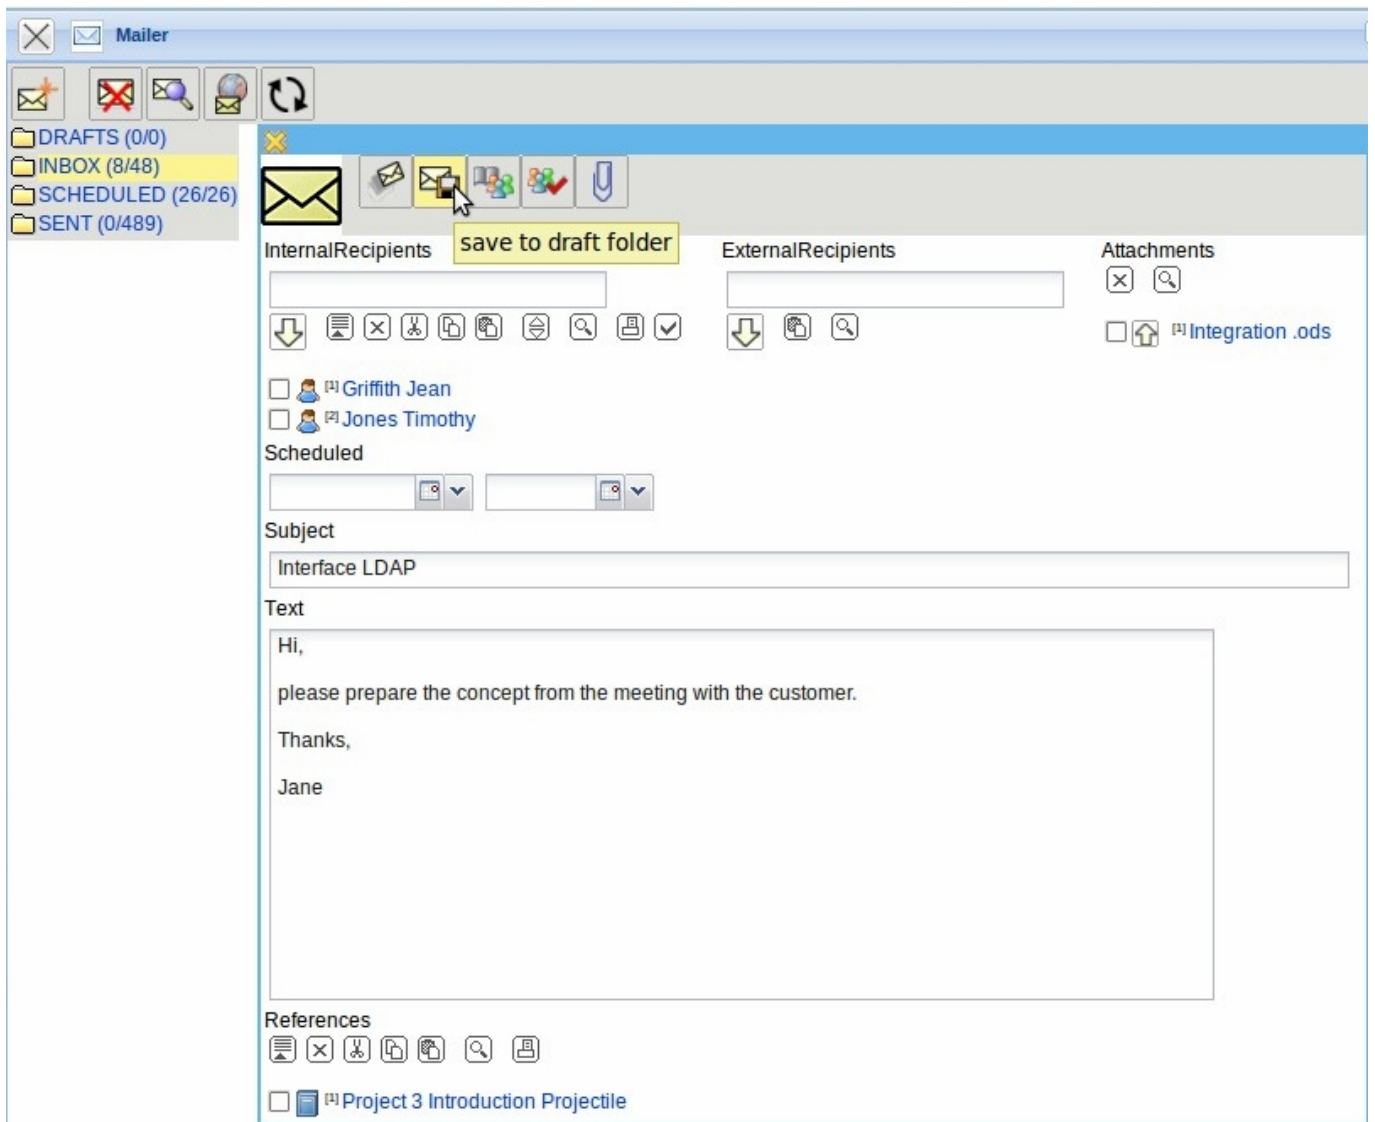 Mailer
DRAFTS (0/0)
INBOX (8/48)
SCHEDULED (26/26)
SENT (0/489)
save to draft folder
InternalRecipients
ExternalRecipients
Attachments
[1] Integration .ods
[1] Griffith Jean
[2] Jones Timothy
Scheduled
Subject
Interface LDAP
Text
Hi,
please prepare the concept from the meeting with the customer.
Thanks,
Jane
References
[1] Project 3 Introduction Projectile